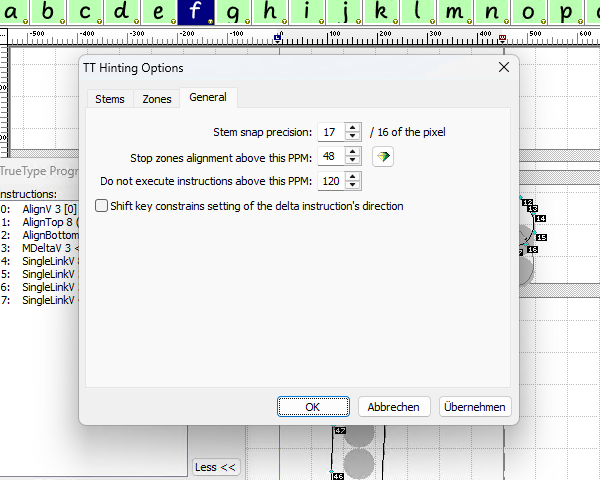 a b c d e f g h i j k l m n o p
-500 -400 -300 -200 -100 0 100 200 300 400 500 600
TT Hinting Options
Stems Zones General
Stem snap precision: 17 / 16 of the pixel
Stop zones alignment above this PPM: 48
Do not execute instructions above this PPM: 120
Shift key constrains setting of the delta instruction's direction
OK Abbrechen Übernehmen
TrueType Progr
nstructions:
0: AlignV 3 [0]
1: AlignTop 8 (
2: AlignBottom
3: MDeltaV 3 <
4: SingleLinkV 8
5: SingleLinkV
6: SingleLinkV
7: SingleLinkV
Less <<
12
13
14
15
16
47